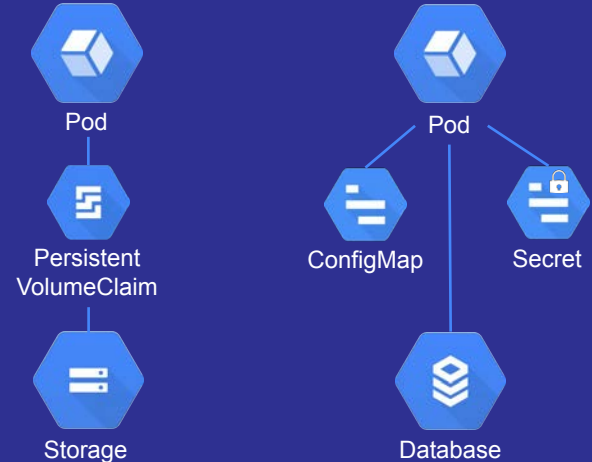 Pod
Persistent
VolumeClaim
Storage
Pod
ConfigMap
Secret
Database